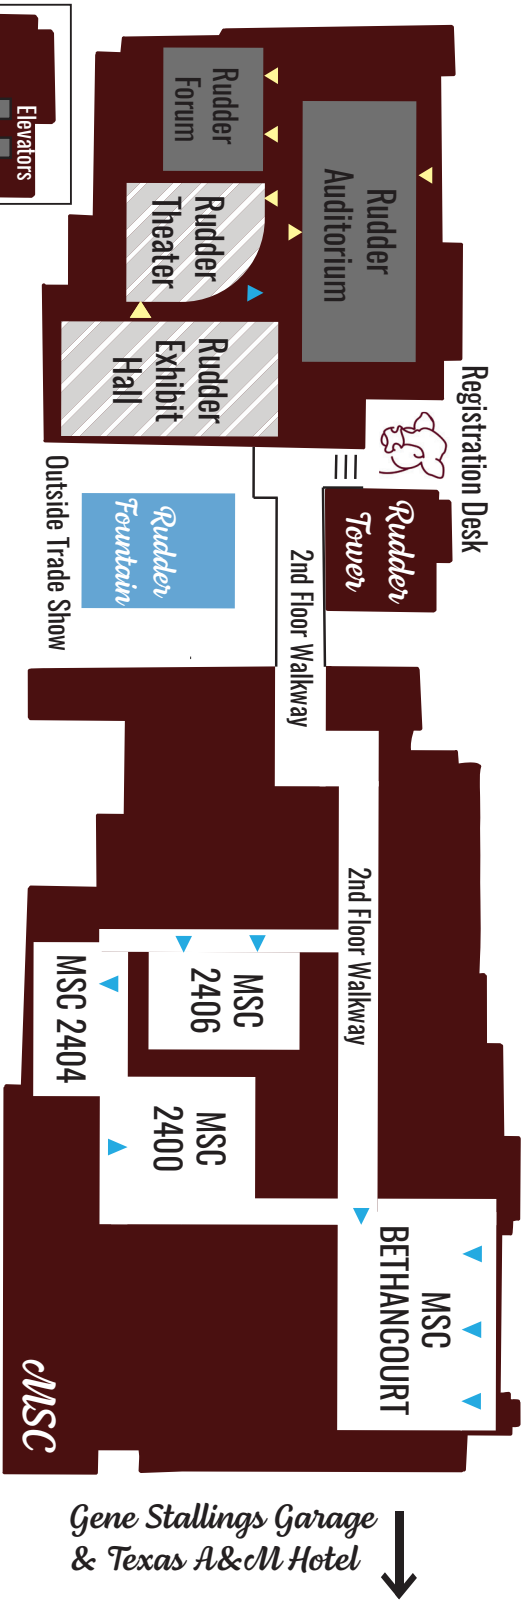 Elevators
Rudder
Forum
Rudder
Auditorium
Rudder
Theater
Rudder
Exhibit
Hall
Registration Desk
Rudder
Tower
Rudder
Fountain
Outside Trade Show
2nd Floor Walkway
2nd Floor Walkway
MSC
2406
MSC 2404
MSC
2400
MSC
BETHANCOURT
MSC
Gene Stallings Garage
& Texas A&M Hotel